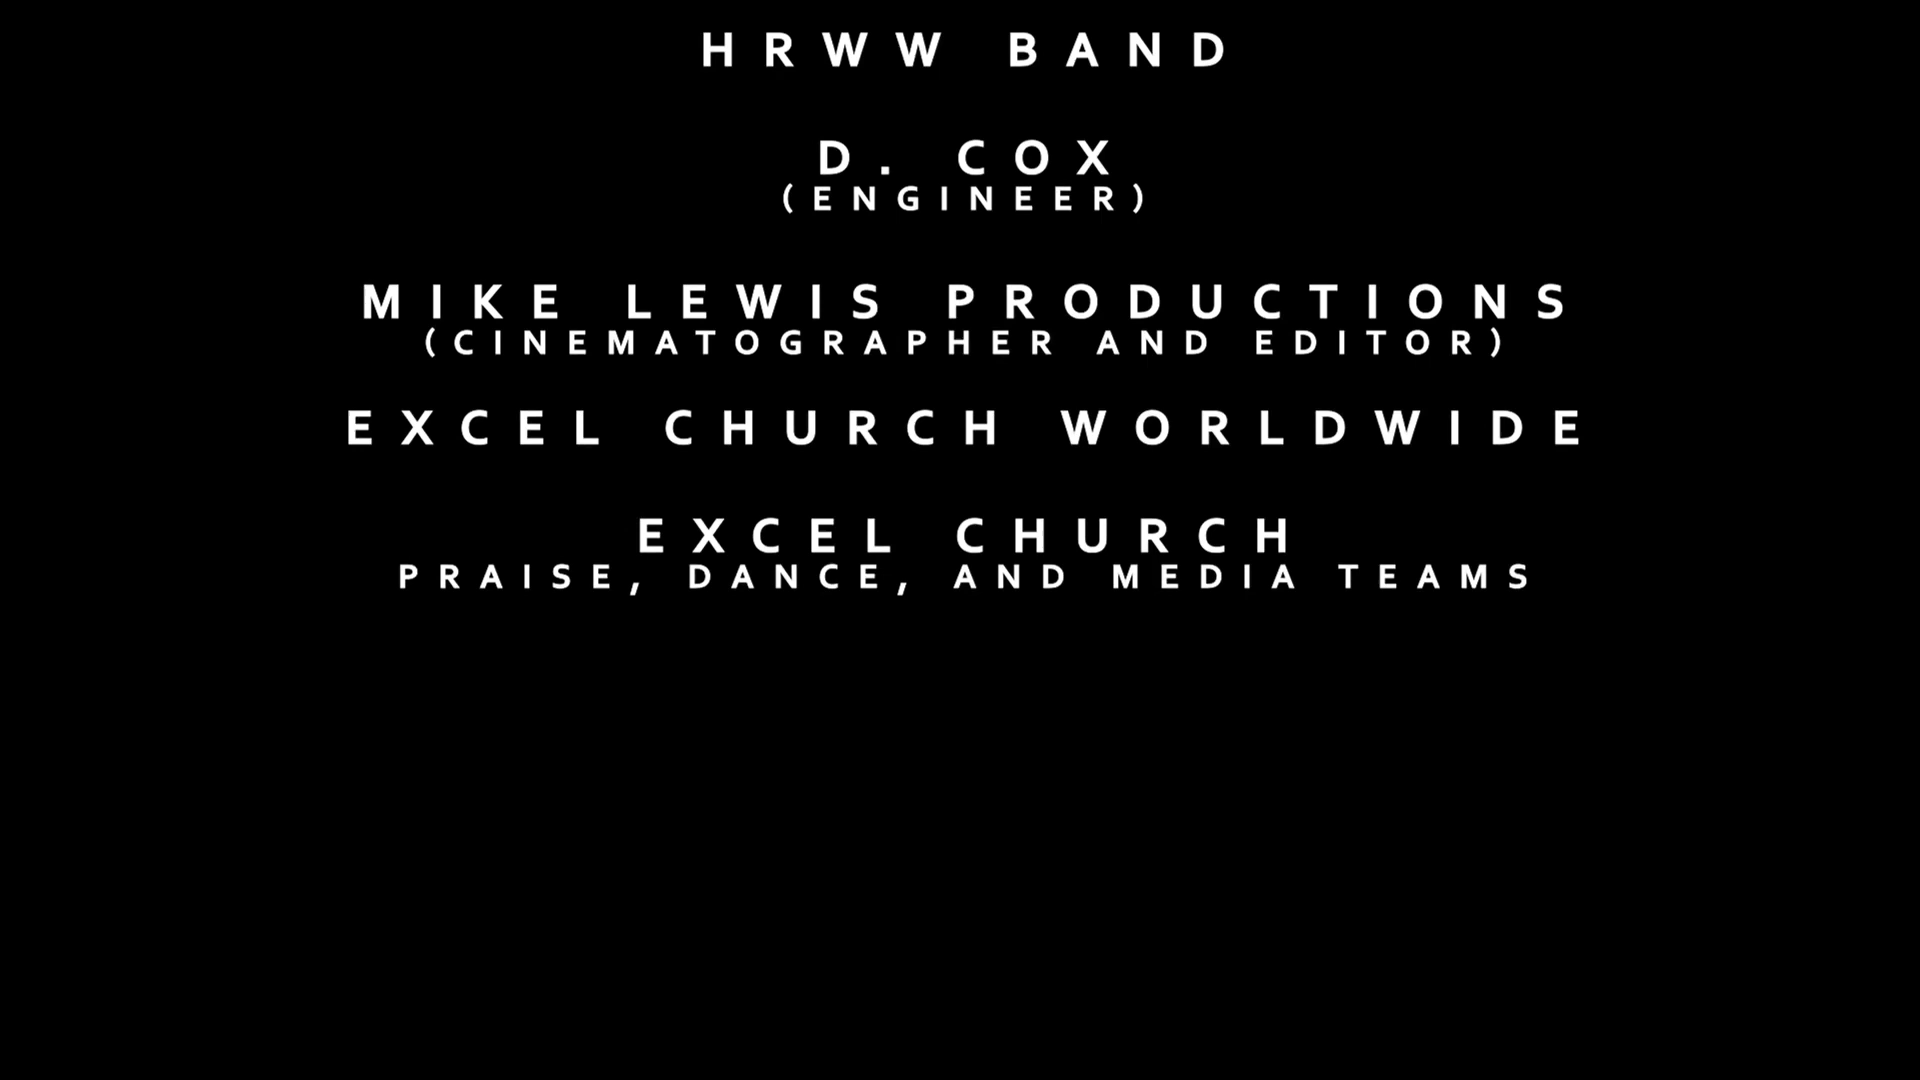 HRWW BAND
D. COX
(ENGINEER)
MIKE LEWIS PRODUCTIONS
(CINEMATOGRAPHER AND EDITOR)
EXCEL CHURCH WORLDWIDE
EXCEL CHURCH
PRAISE, DANCE, AND MEDIA TEAMS